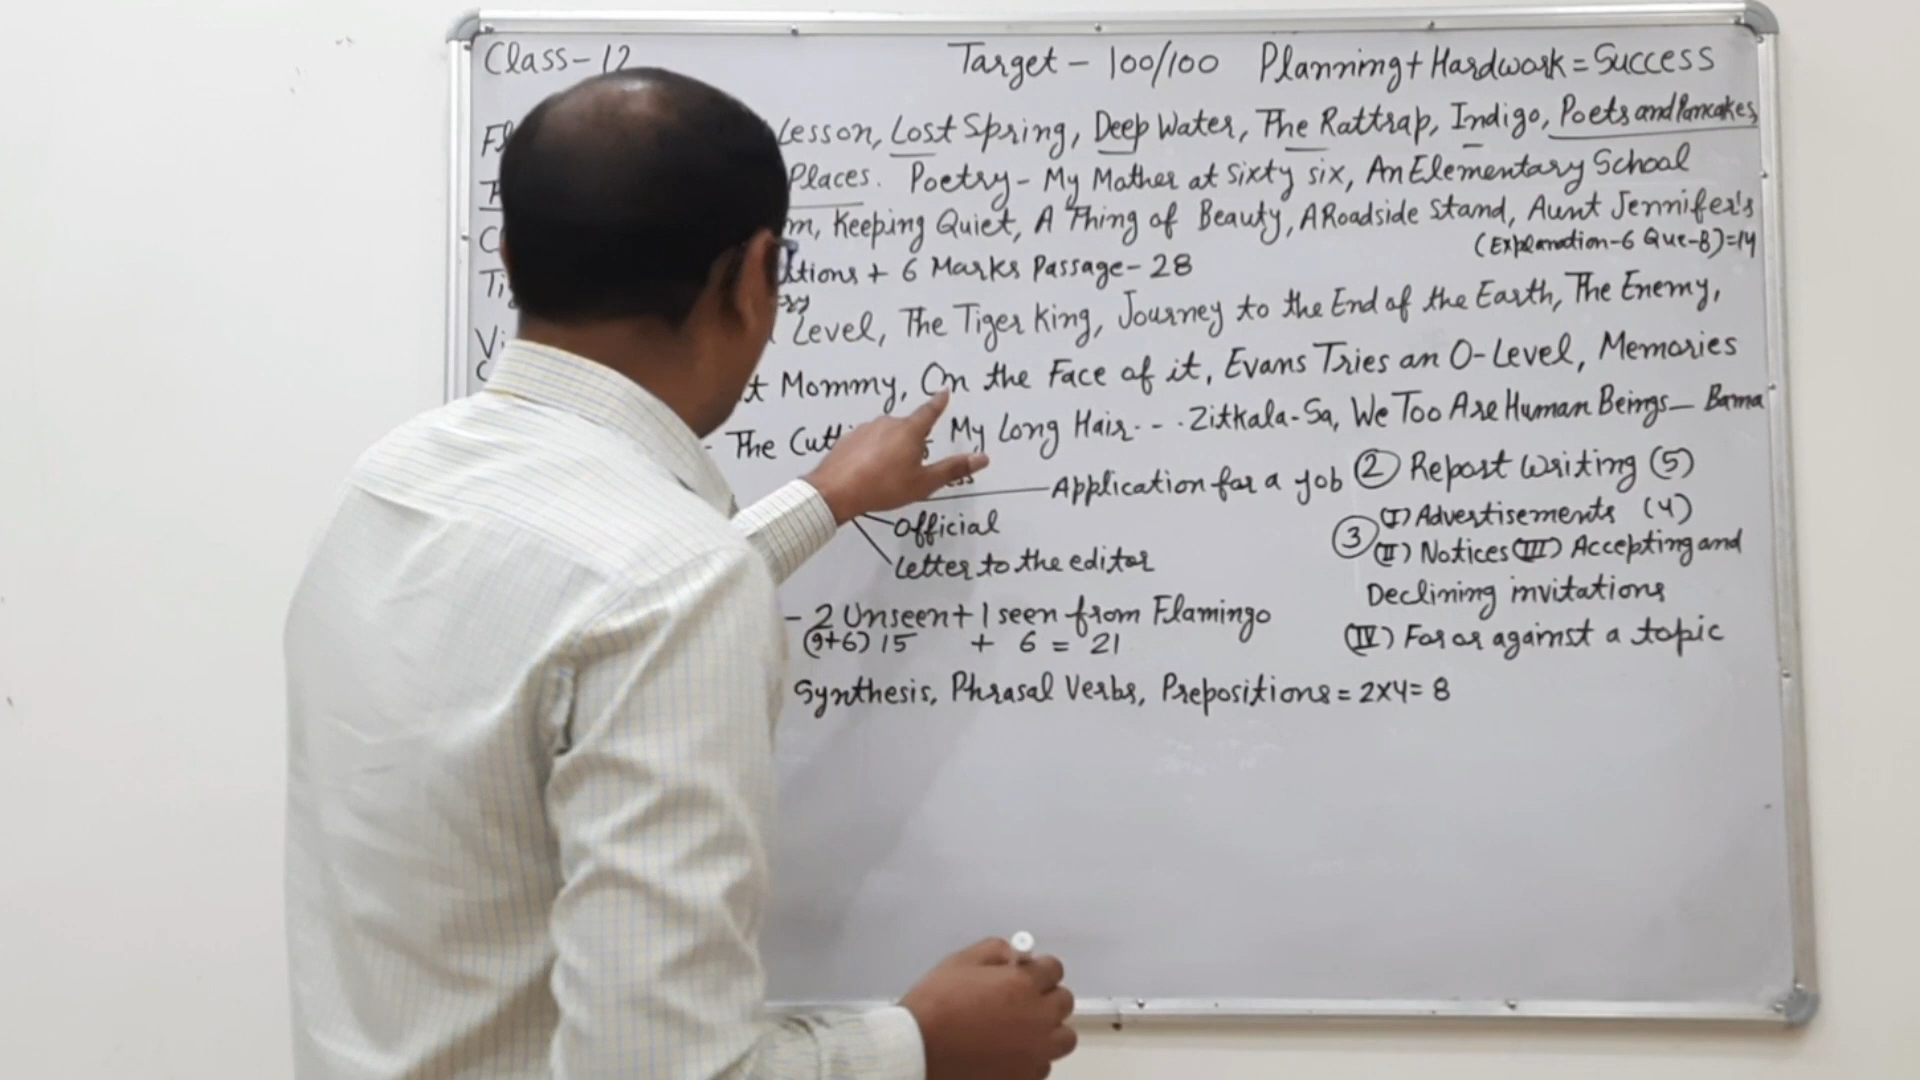 Class-12 Target - 100/100 Planning + Hardwork = Success
Lesson, Lost Spring, Deep Water, The Rattrap, Indigo, Poets and Pancakes,
Places. Poetry - My Mother at Sixty six, An Elementary School
Keeping Quiet, A Thing of Beauty, A Roadside Stand, Aunt Jennifer's
(Explanation-6 Que-8)=14
+ 6 Marks Passage - 28
Level, The Tiger King, Journey to the End of the Earth, The Enemy,
Mommy, On the Face of it, Evans Tries an O-Level, Memories
- The My Long Hair - - . Zitkala-Sa, We Too Are Human Beings - Bama
Application for a job ② Report Writing (5)
Official
Letter to the editor
③ (I) Advertisements (4)
(II) Notices (III) Accepting and
Declining invitations
(IV) For or against a topic
- 2 Unseen + 1 seen from Flamingo
(9+6) 15 + 6 = 21
Synthesis, Phrasal Verbs, Prepositions = 2x4 = 8